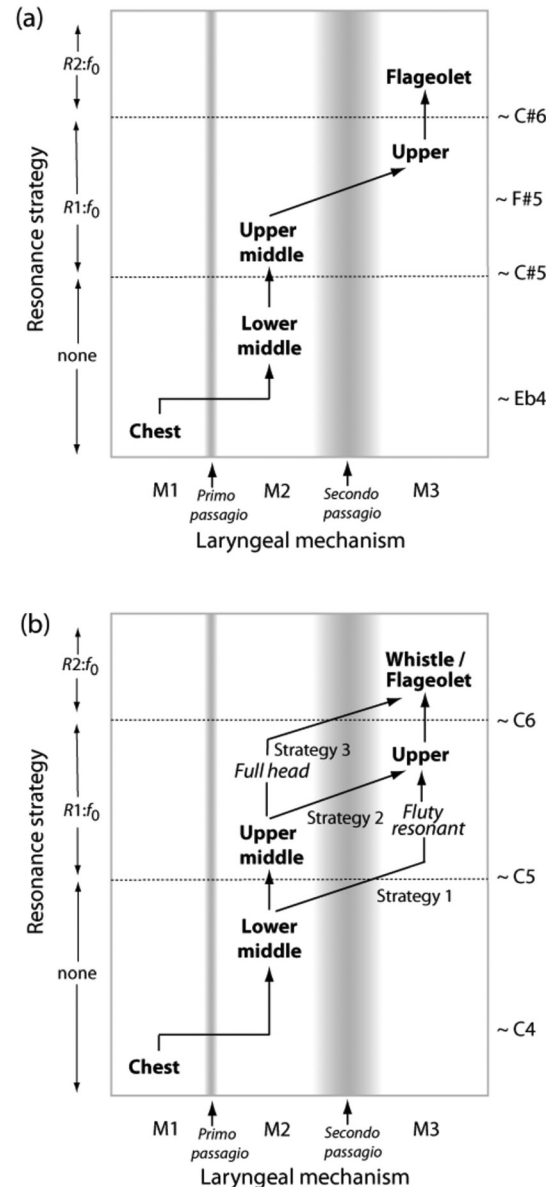 (a)
R2:f0
Flageolet
~ C#6
Upper
R1:f0
~ F#5
Upper
middle
~ C#5
Resonance strategy
Lower
middle
none
~ Eb4
Chest
M1
Primo
passagio
M2
Secondo
passagio
M3
Laryngeal mechanism
(b)
R2:f0
Whistle /
Flageolet
~ C6
Strategy 3
Full head
Upper
R1:f0
Strategy 2
Fluty
resonant
Upper
middle
~ C5
Strategy 1
Resonance strategy
Lower
middle
none
~ C4
Chest
M1
Primo
passagio
M2
Secondo
passagio
M3
Laryngeal mechanism